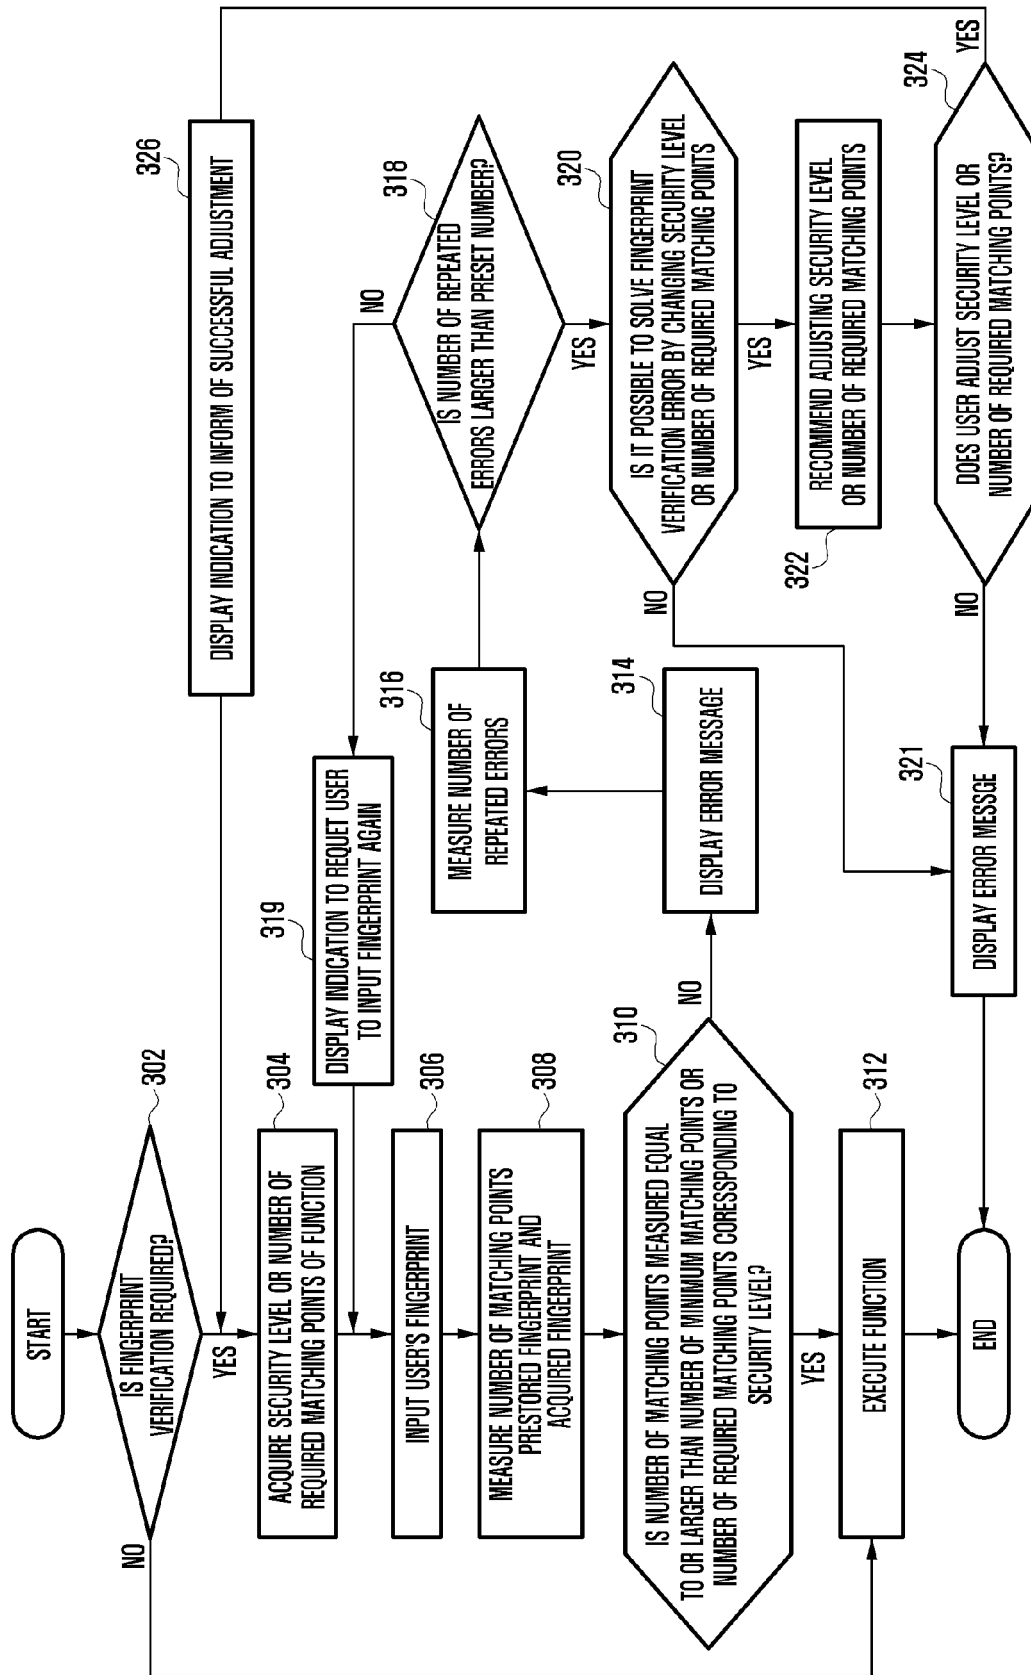 START
302
IS FINGERPRINT
VERIFICATION REQUIRED?
NO
YES
304
ACQUIRE SECURITY LEVEL OR NUMBER OF
REQUIRED MATCHING POINTS OF FUNCTION
306
INPUT USER'S FINGERPRINT
308
MEASURE NUMBER OF MATCHING POINTS
PRESTORED FINGERPRINT AND
ACQUIRED FINGERPRINT
310
IS NUMBER OF MATCHING POINTS MEASURED EQUAL
TO OR LARGER THAN NUMBER OF MINIMUM MATCHING POINTS OR
NUMBER OF REQUIRED MATCHING POINTS CORESSPONDING TO
SECURITY LEVEL?
NO
YES
312
EXECUTE FUNCTION
END
314
DISPLAY ERROR MESSAGE
316
MEASURE NUMBER OF
REPEATED ERRORS
318
IS NUMBER OF REPEATED
ERRORS LARGER THAN PRESET NUMBER?
NO
YES
319
DISPLAY INDICATION TO REQUET USER
TO INPUT FINGERPRINT AGAIN
320
IS IT POSSIBLE TO SOLVE FINGERPRINT
VERIFICATION ERROR BY CHANGING SECURITY LEVEL
OR NUMBER OF REQUIRED MATCHING POINTS
NO
YES
321
DISPLAY ERROR MESSGE
322
RECOMMEND ADJUSTING SECURITY LEVEL
OR NUMBER OF REQUIRED MATCHING POINTS
324
DOES USER ADJUST SECURITY LEVEL OR
NUMBER OF REQUIRED MATCHING POINTS?
NO
YES
326
DISPLAY INDICATION TO INFORM OF SUCCESSFUL ADJUSTMENT